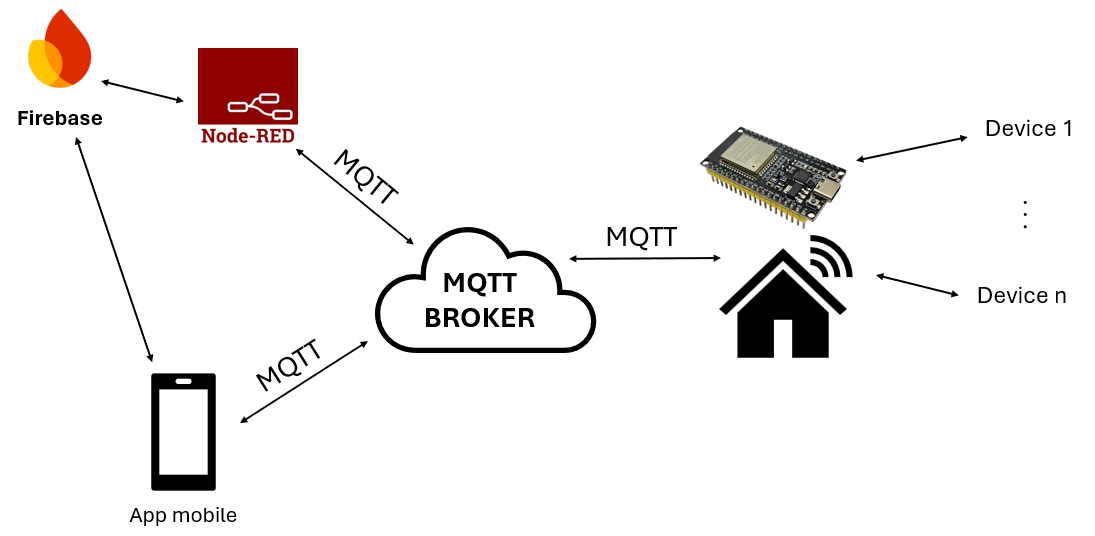 Firebase
Node-RED
MQTT
MQTT
BROKER
MQTT
MQTT
App mobile
Device 1
⋮
Device n